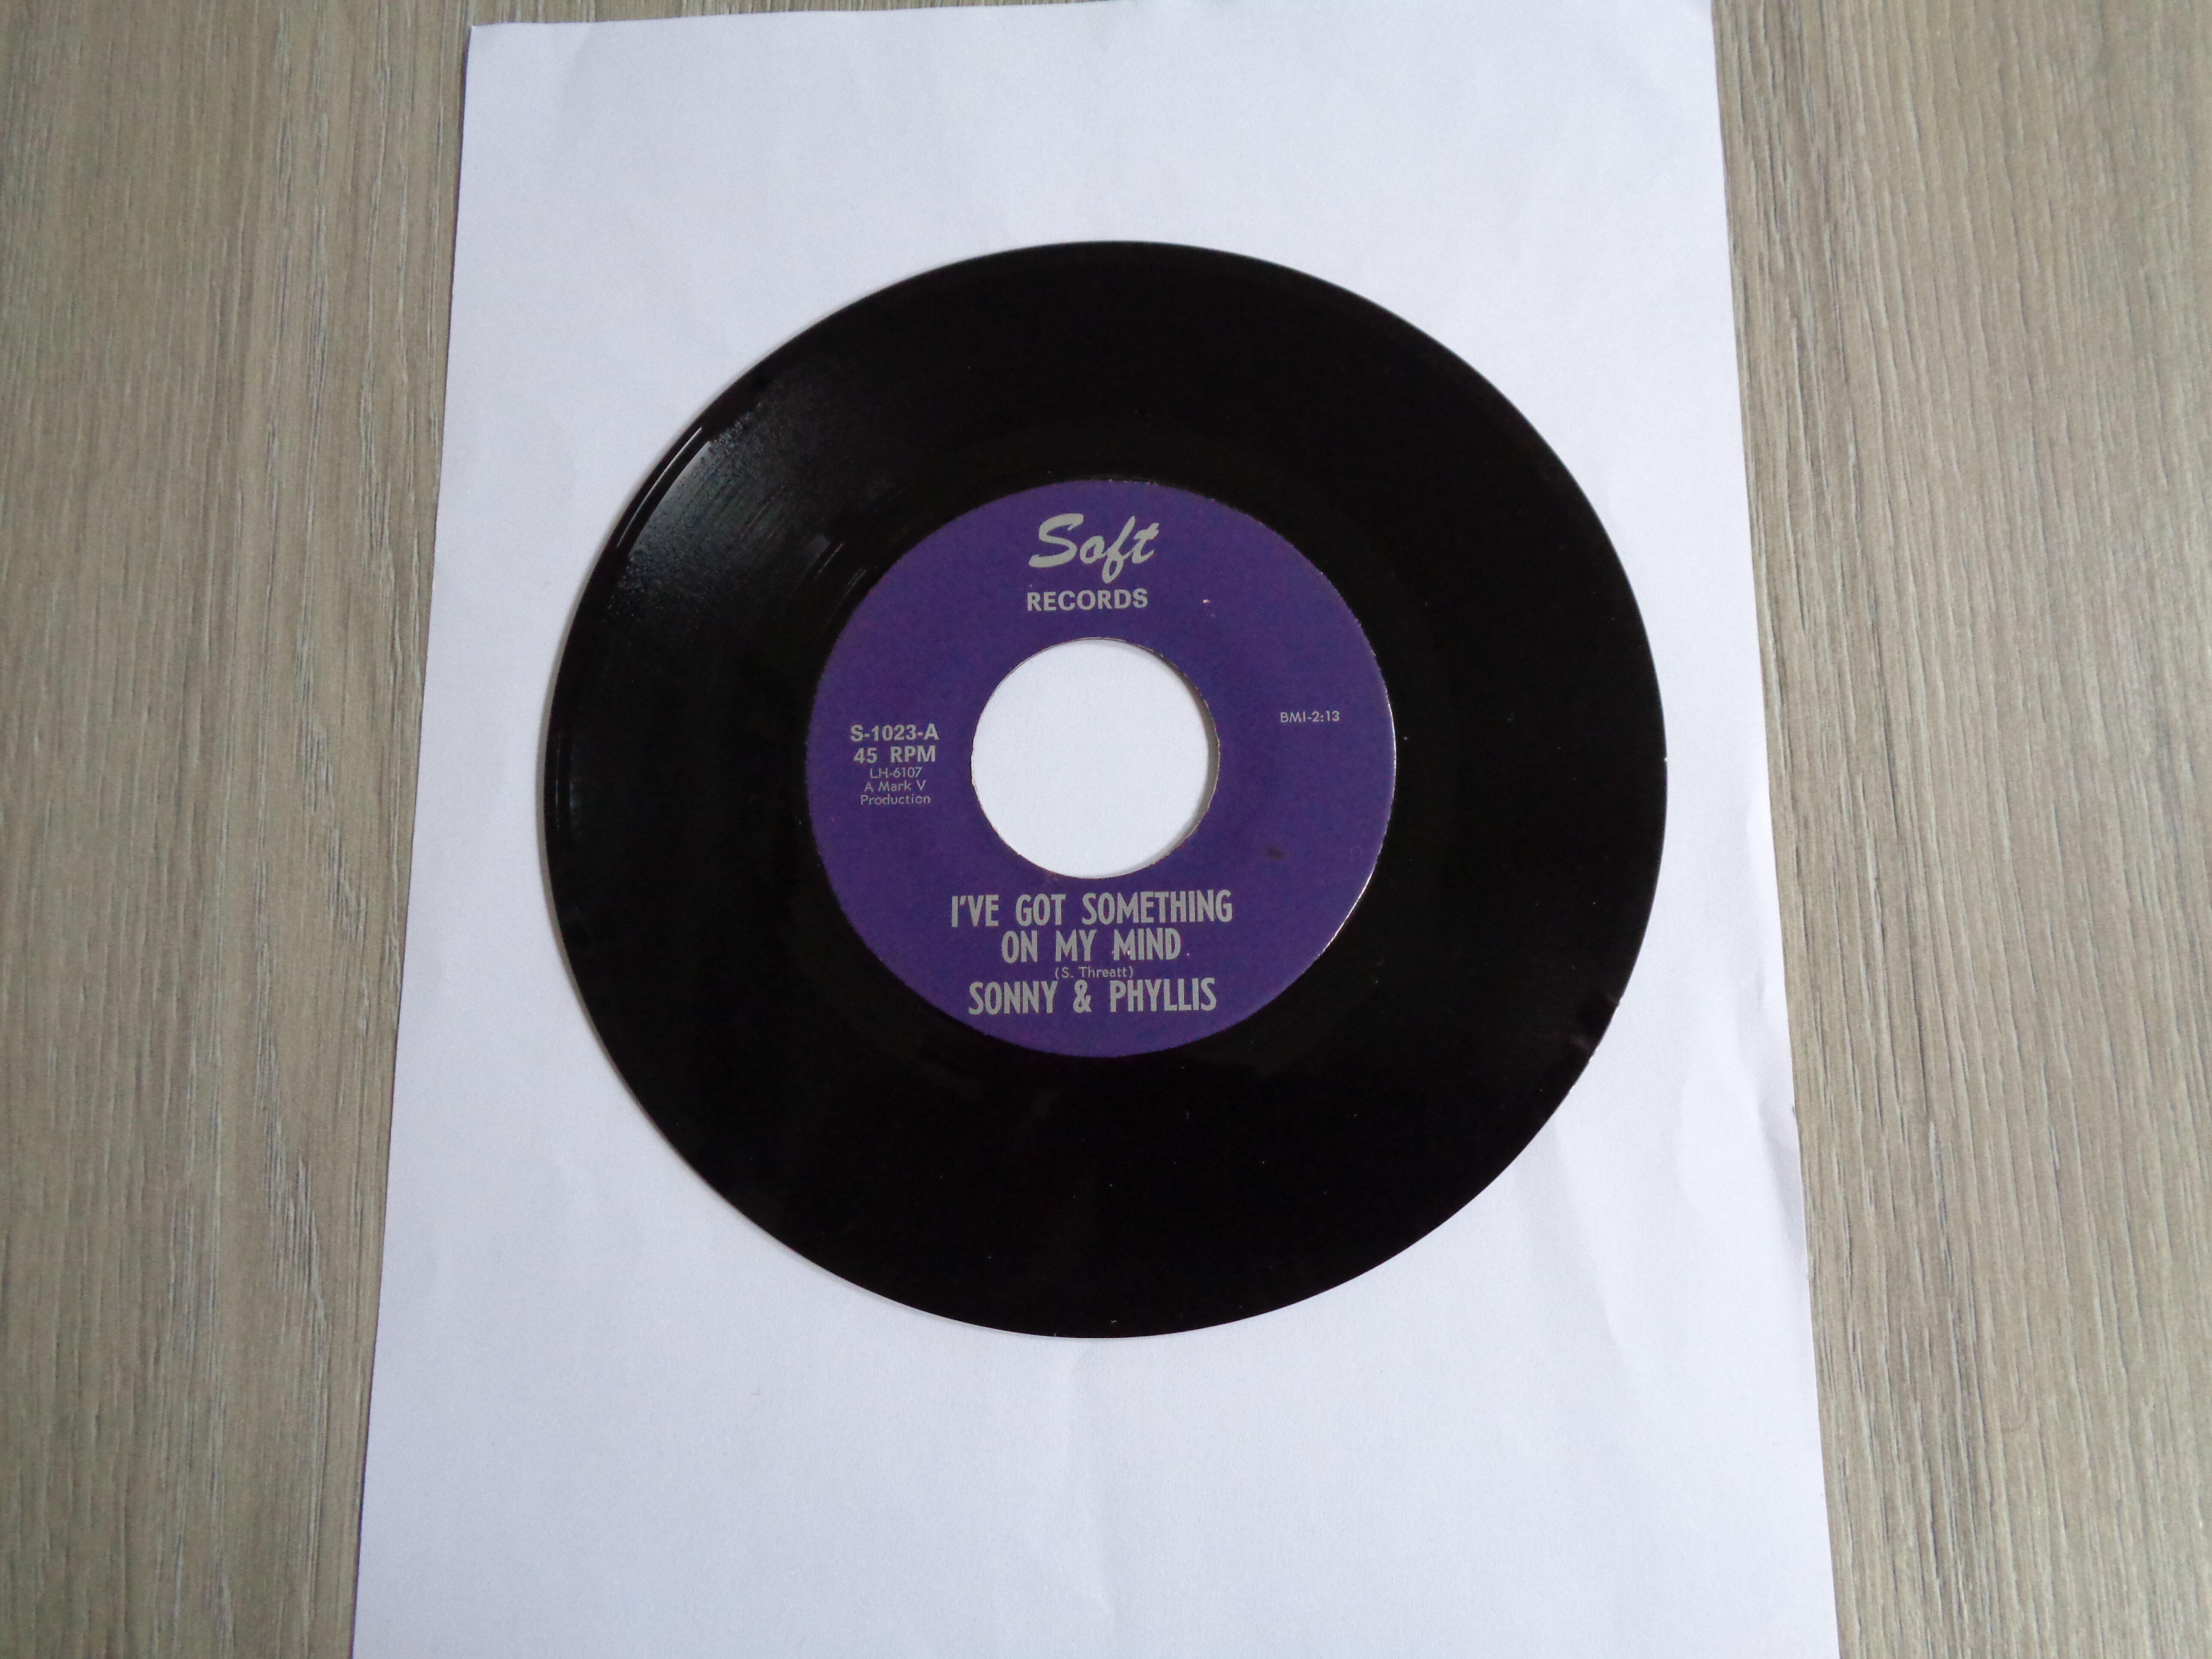 Soft
RECORDS
S-1023-A
45 RPM
LH-6107
A Mark V
Production
BMI-2:13
I'VE GOT SOMETHING
ON MY MIND
(S. Threatt)
SONNY & PHYLLIS